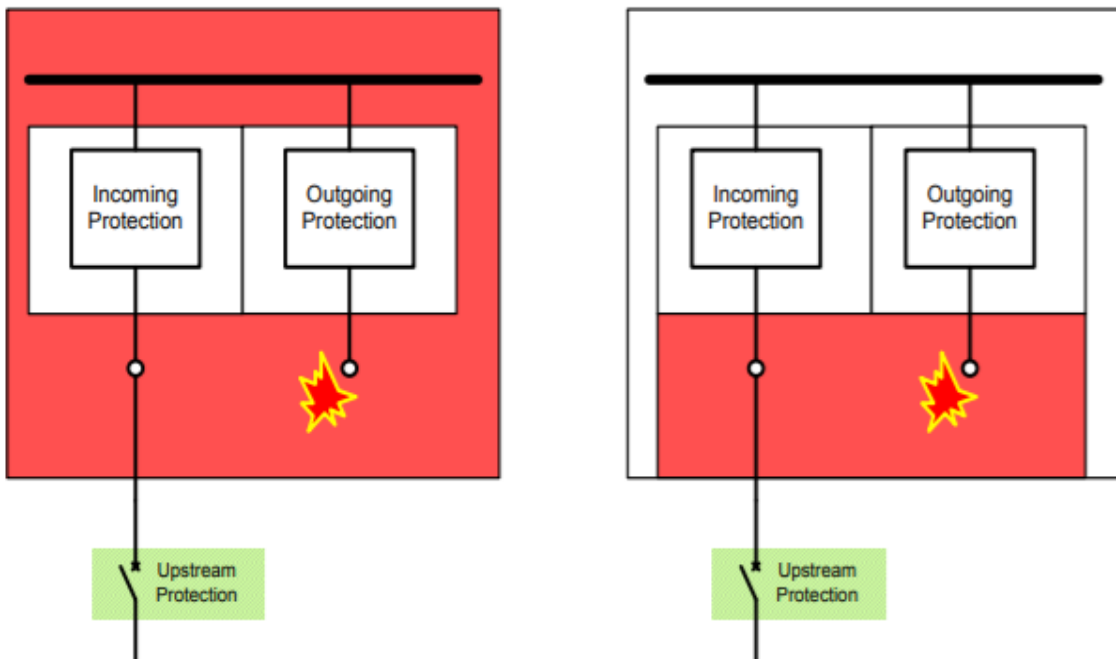 Incoming
Protection
Outgoing
Protection
Incoming
Protection
Outgoing
Protection
Upstream
Protection
Upstream
Protection